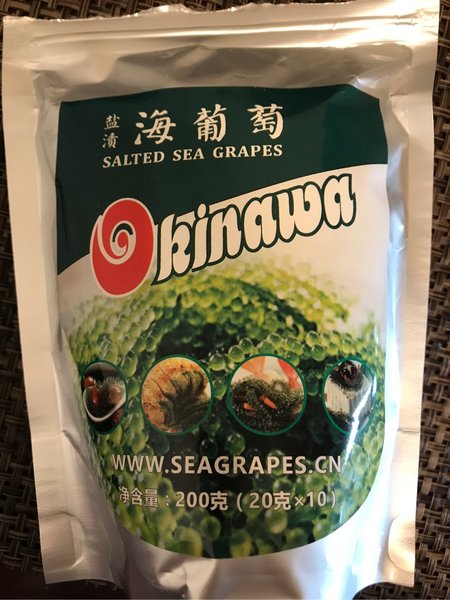 盐渍 海葡萄
SALTED SEA GRAPES
Okinawa
WWW.SEAGRAPES.CN
净含量：200克（20克×10）